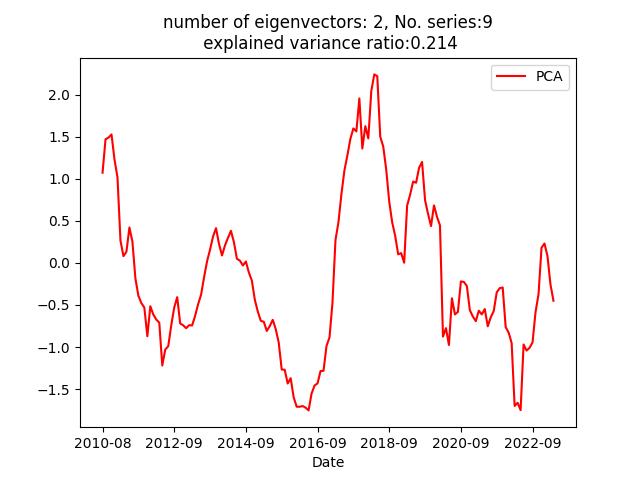 number of eigenvectors: 2, No. series:9
explained variance ratio:0.214
PCA
2.0
1.5
1.0
0.5
0.0
−0.5
−1.0
−1.5
2010-08 2012-09 2014-09 2016-09 2018-09 2020-09 2022-09
Date